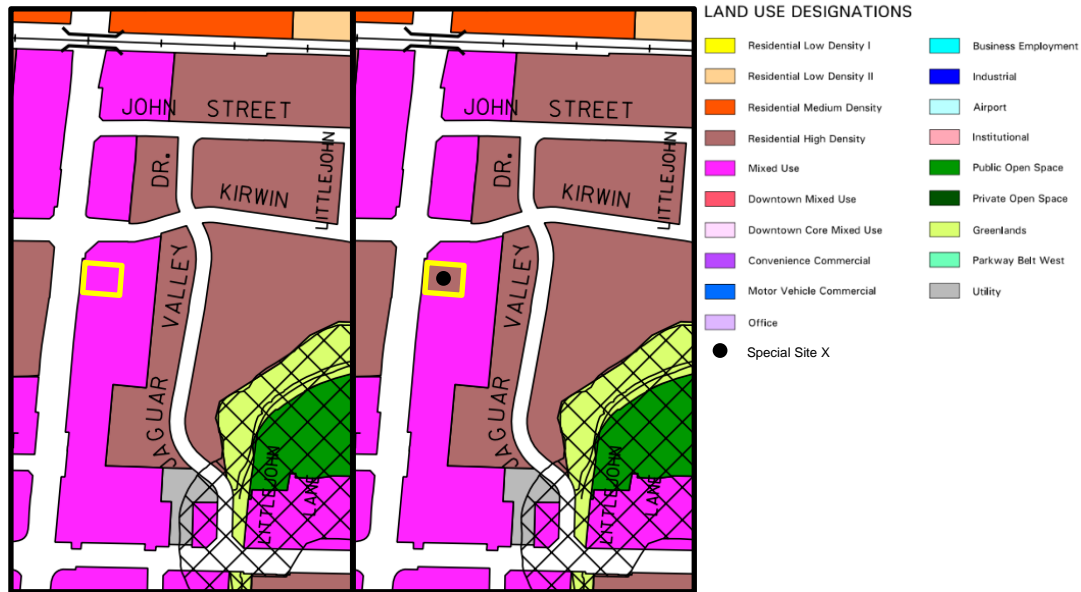 JOHN STREET
LITTLEJOHN
DR.
KIRWIN
VALLEY
JAGUAR
LITTLEJOHN
LANE
JOHN STREET
LITTLEJOHN
DR.
KIRWIN
VALLEY
JAGUAR
LITTLEJOHN
LANE
LAND USE DESIGNATIONS
Residential Low Density I
Residential Low Density II
Residential Medium Density
Residential High Density
Mixed Use
Downtown Mixed Use
Downtown Core Mixed Use
Convenience Commercial
Motor Vehicle Commercial
Office
Special Site X
Business Employment
Industrial
Airport
Institutional
Public Open Space
Private Open Space
Greenlands
Parkway Belt West
Utility